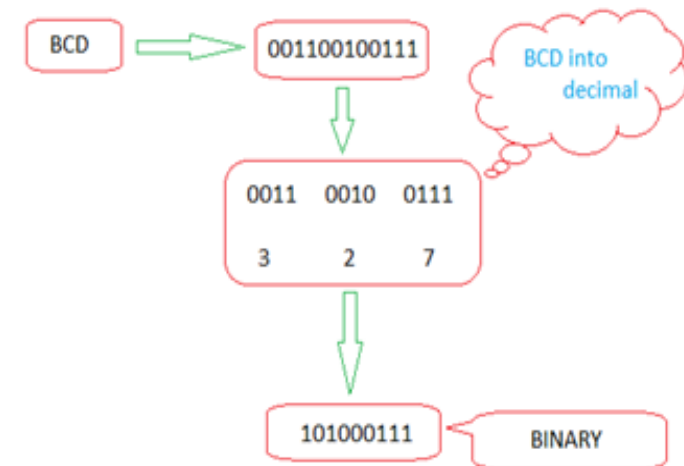 BCD
001100100111
BCD into
decimal
0011 0010 0111
3 2 7
101000111
BINARY